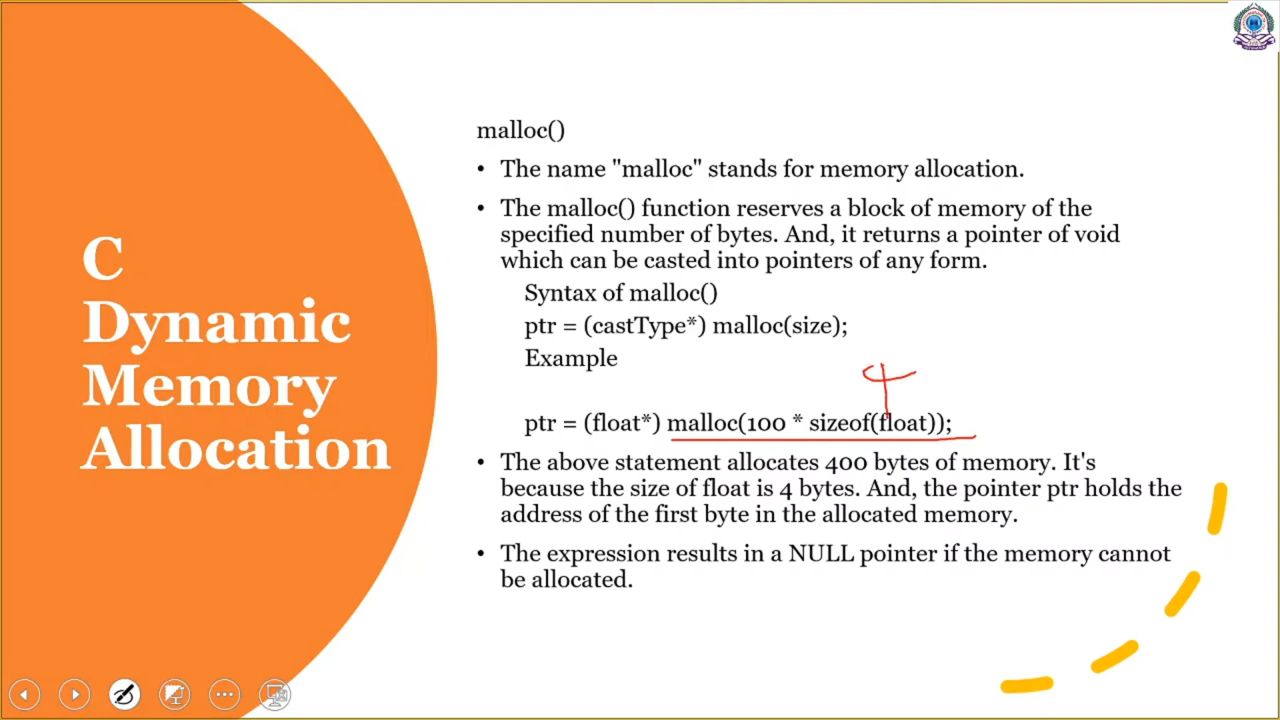 C
Dynamic
Memory
Allocation
malloc()
• The name "malloc" stands for memory allocation.
• The malloc() function reserves a block of memory of the
specified number of bytes. And, it returns a pointer of void
which can be casted into pointers of any form.
Syntax of malloc()
ptr = (castType*) malloc(size);
Example
4
ptr = (float*) malloc(100 * sizeof(float));
• The above statement allocates 400 bytes of memory. It's
because the size of float is 4 bytes. And, the pointer ptr holds the
address of the first byte in the allocated memory.
• The expression results in a NULL pointer if the memory cannot
be allocated.